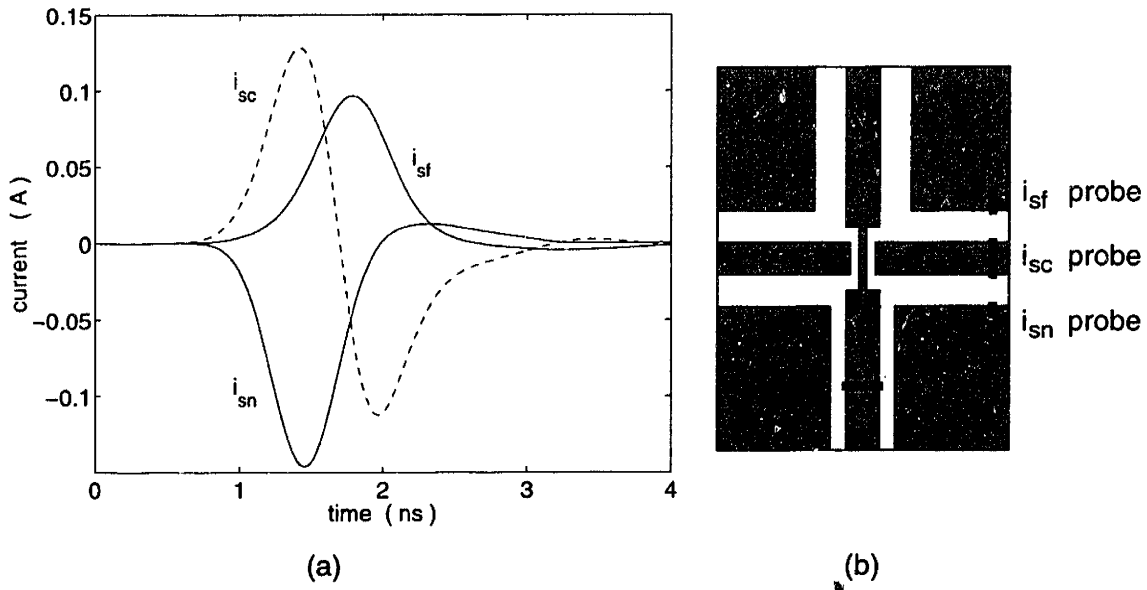 0.15
0.1
0.05
0
−0.05
−0.1
current ( A )
i_sc
i_sf
i_sn
0 1 2 3 4
time ( ns )
(a)
i_sf probe
i_sc probe
i_sn probe
(b)